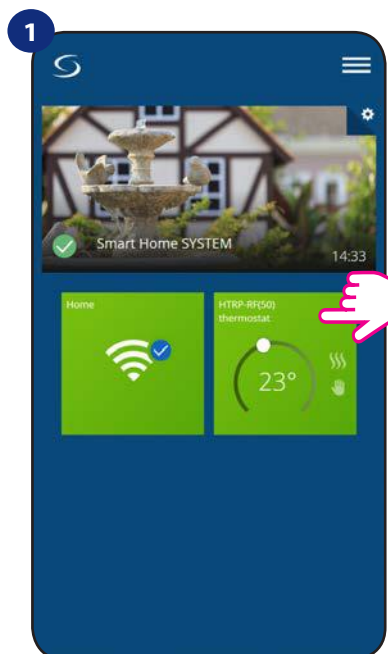 1
Smart Home SYSTEM
14:33
Home
HTRP-RF(50)
thermostat
23°